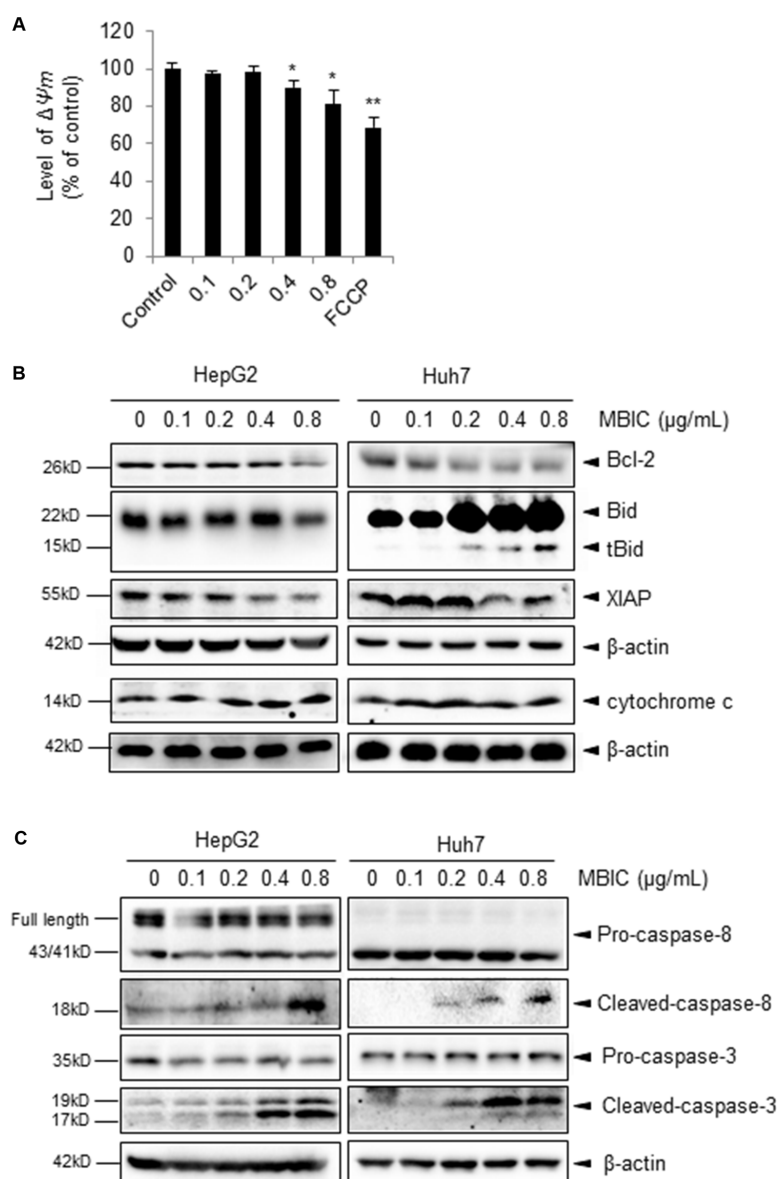 A
Level of ΔΨm
(% of control)
120
100
80
60
40
20
0
*
*
**
Control
0.1
0.2
0.4
0.8
FCCP
B
HepG2 Huh7
0 0.1 0.2 0.4 0.8 0 0.1 0.2 0.4 0.8 MBIC (µg/mL)
26kD Bcl-2
22kD Bid
15kD tBid
55kD XIAP
42kD β-actin
14kD cytochrome c
42kD β-actin
C
HepG2 Huh7
0 0.1 0.2 0.4 0.8 0 0.1 0.2 0.4 0.8 MBIC (µg/mL)
Full length Pro-caspase-8
43/41kD
18kD Cleaved-caspase-8
35kD Pro-caspase-3
19kD Cleaved-caspase-3
17kD
42kD β-actin